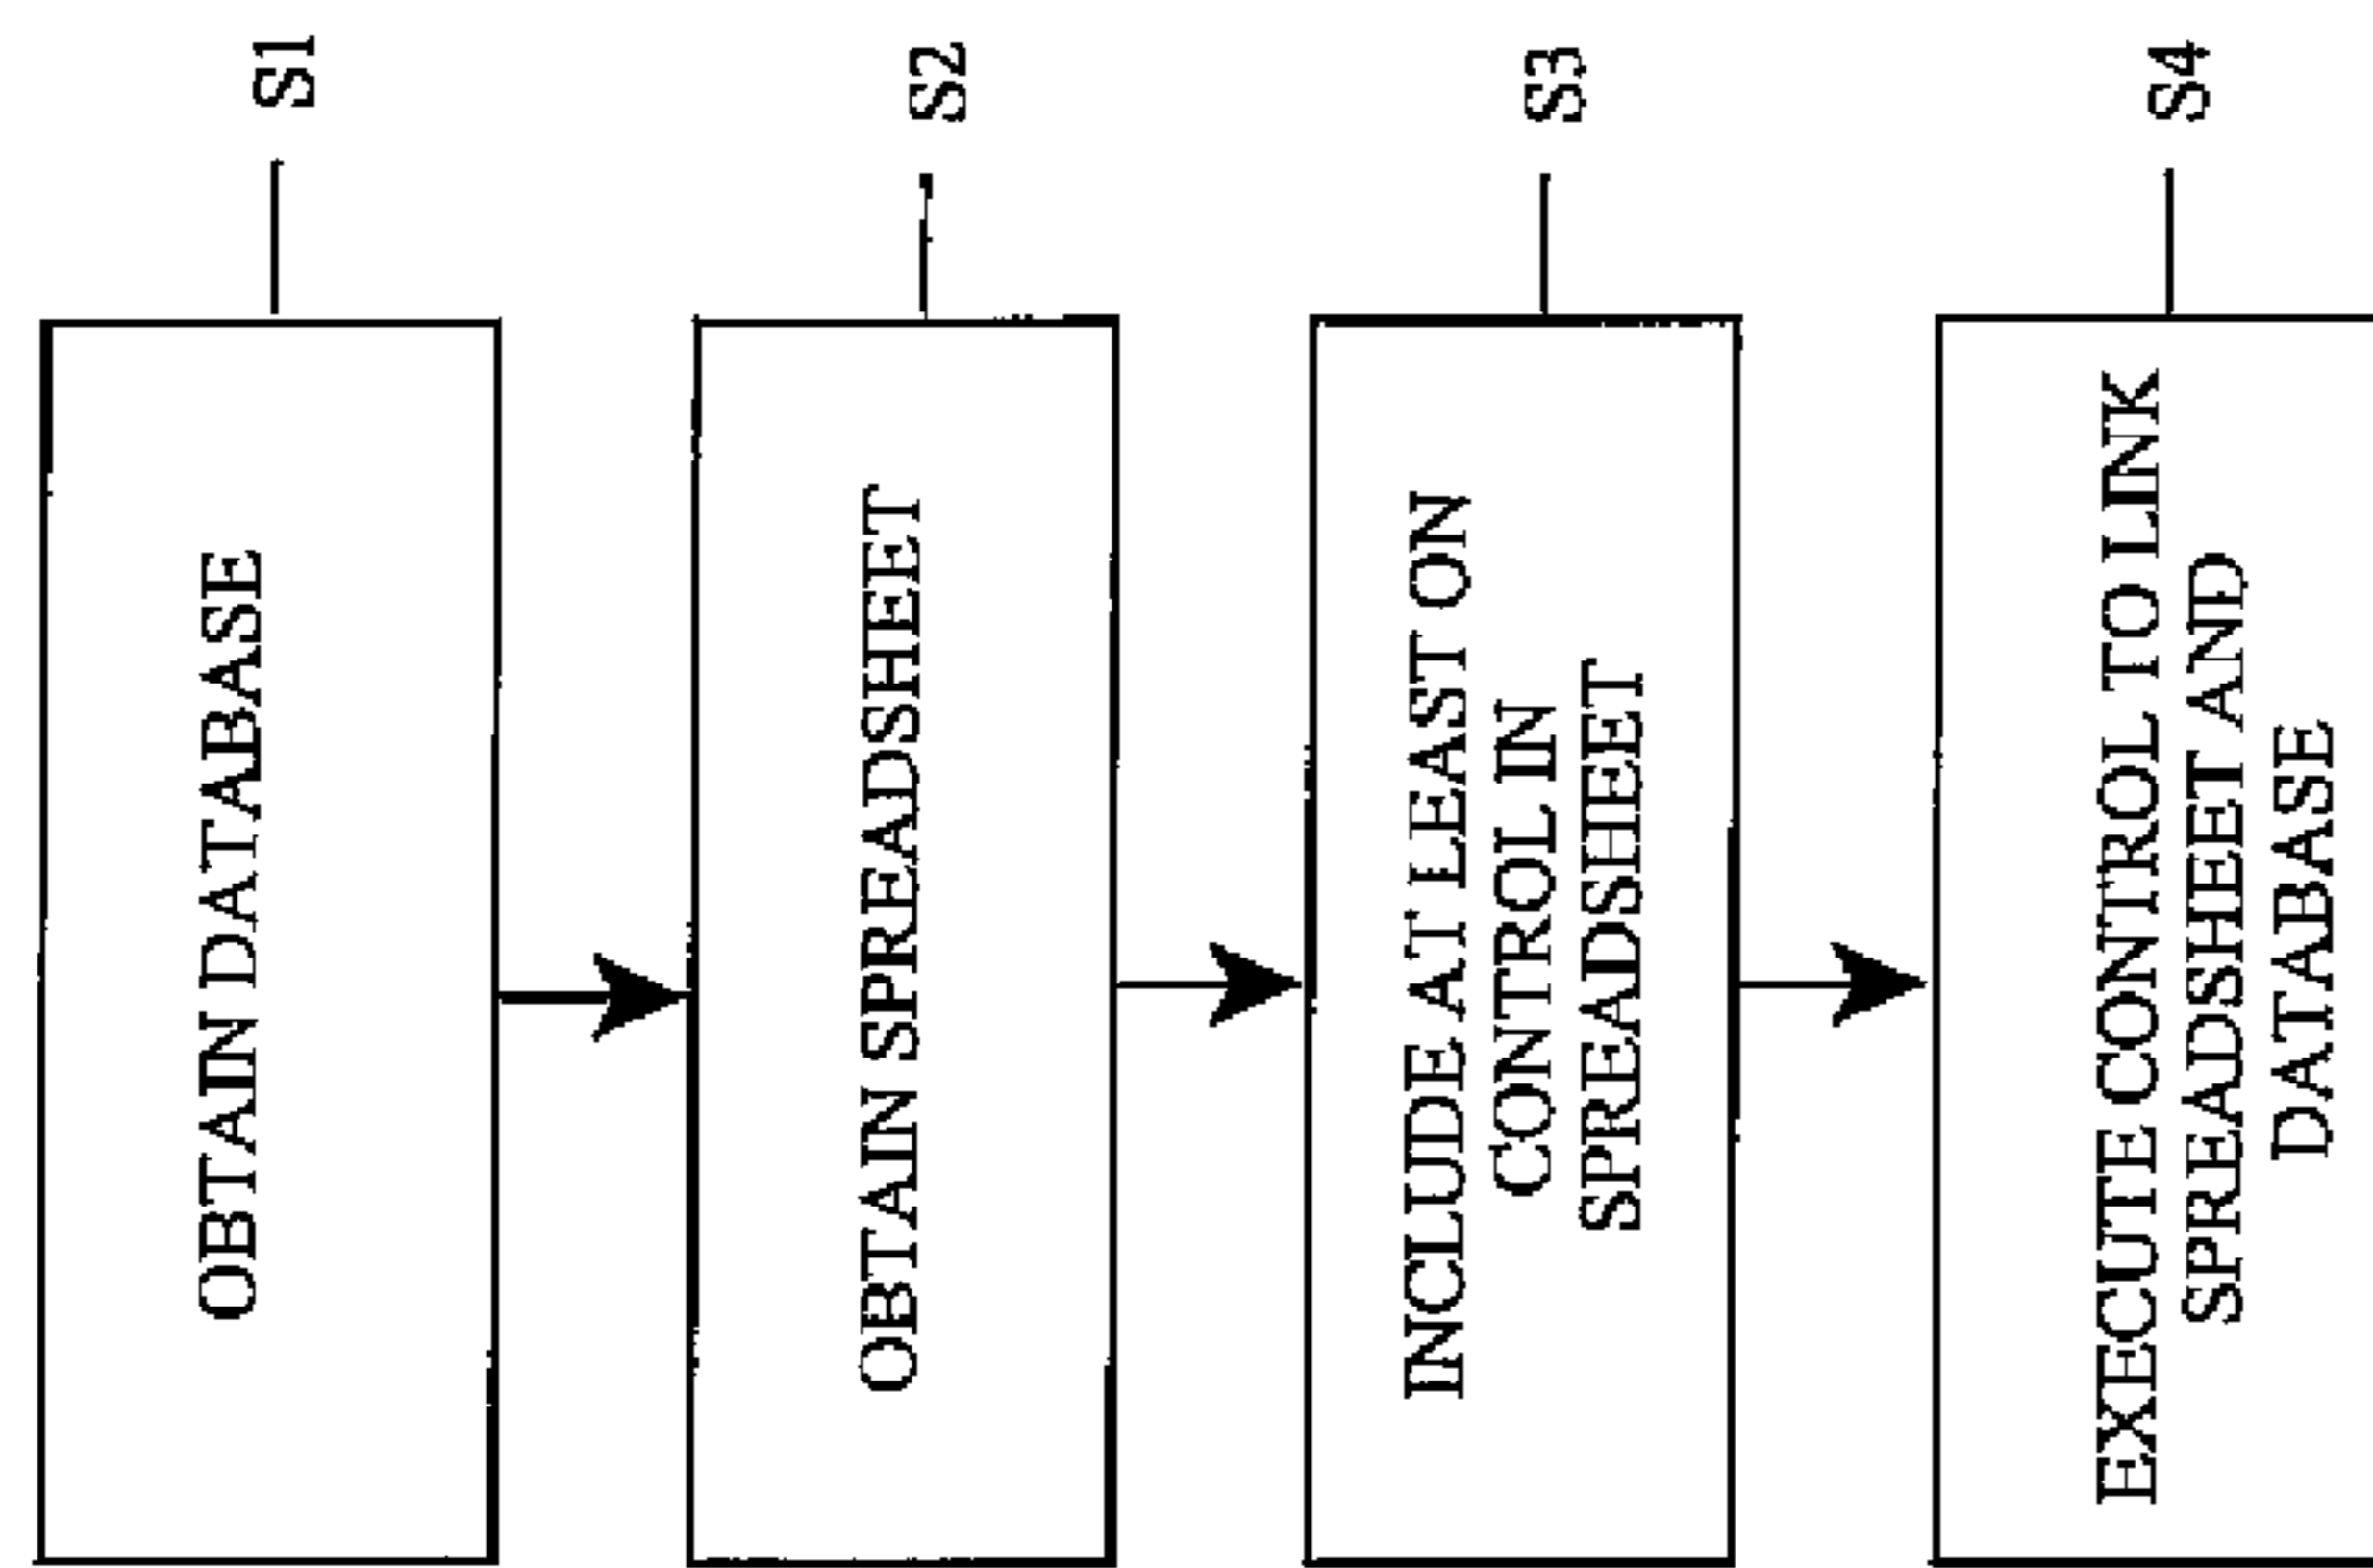 OBTAIN DATABASE
S1
OBTAIN SPREADSHEET
S2
INCLUDE AT LEAST ON
CONTROL IN
SPREADSHEET
S3
EXECUTE CONTROL TO LINK
SPREADSHEET AND
DATABASE
S4